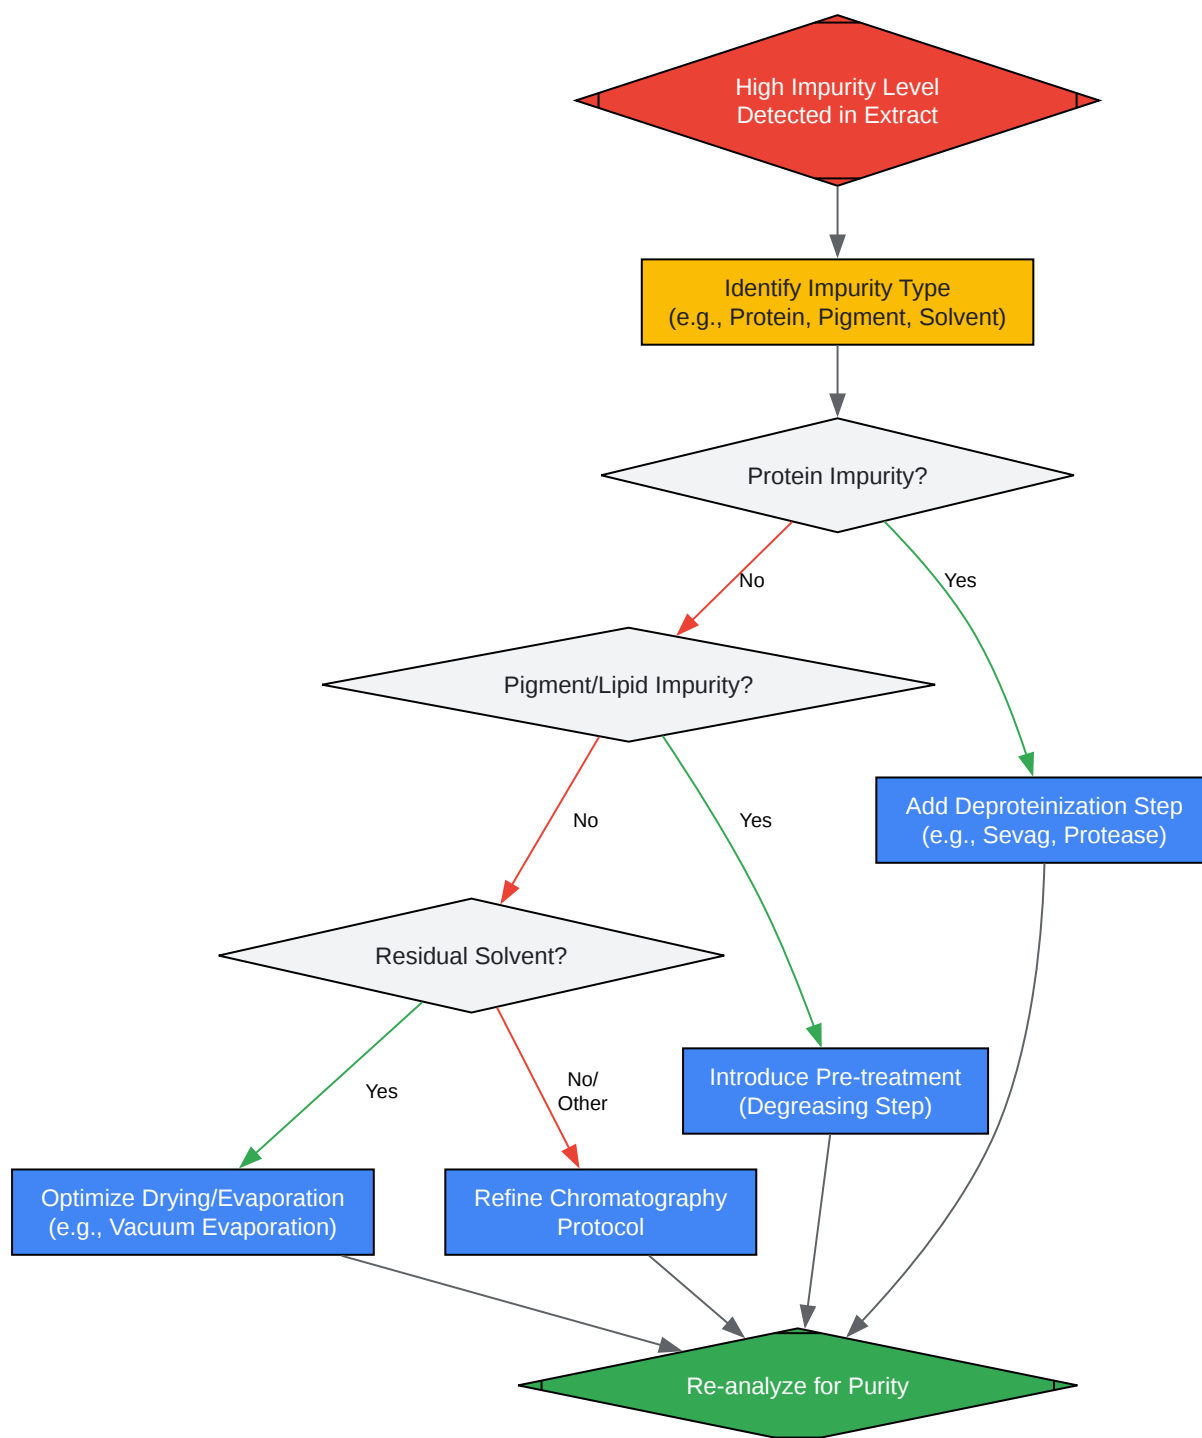 High Impurity Level
Detected in Extract
Identify Impurity Type
(e.g., Protein, Pigment, Solvent)
Protein Impurity?
No
Yes
Pigment/Lipid Impurity?
Add Deproteinization Step
(e.g., Sevag, Protease)
No
Yes
Residual Solvent?
Introduce Pre-treatment
(Degreasing Step)
Yes
No/
Other
Optimize Drying/Evaporation
(e.g., Vacuum Evaporation)
Refine Chromatography
Protocol
Re-analyze for Purity